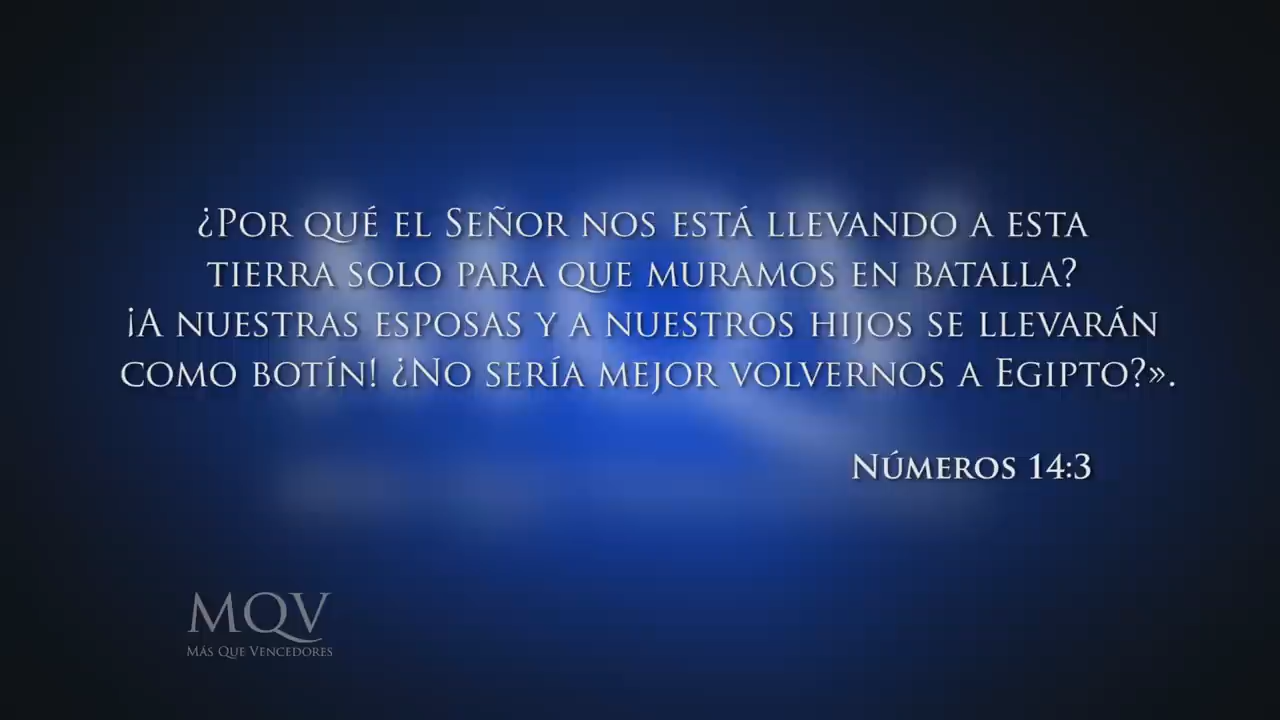 ¿Por qué el Señor nos está llevando a esta
tierra solo para que muramos en batalla?
¡A nuestras esposas y a nuestros hijos se llevarán
como botín! ¿No sería mejor volvernos a Egipto?».
Números 14:3
MQV
Más Que Vencedores